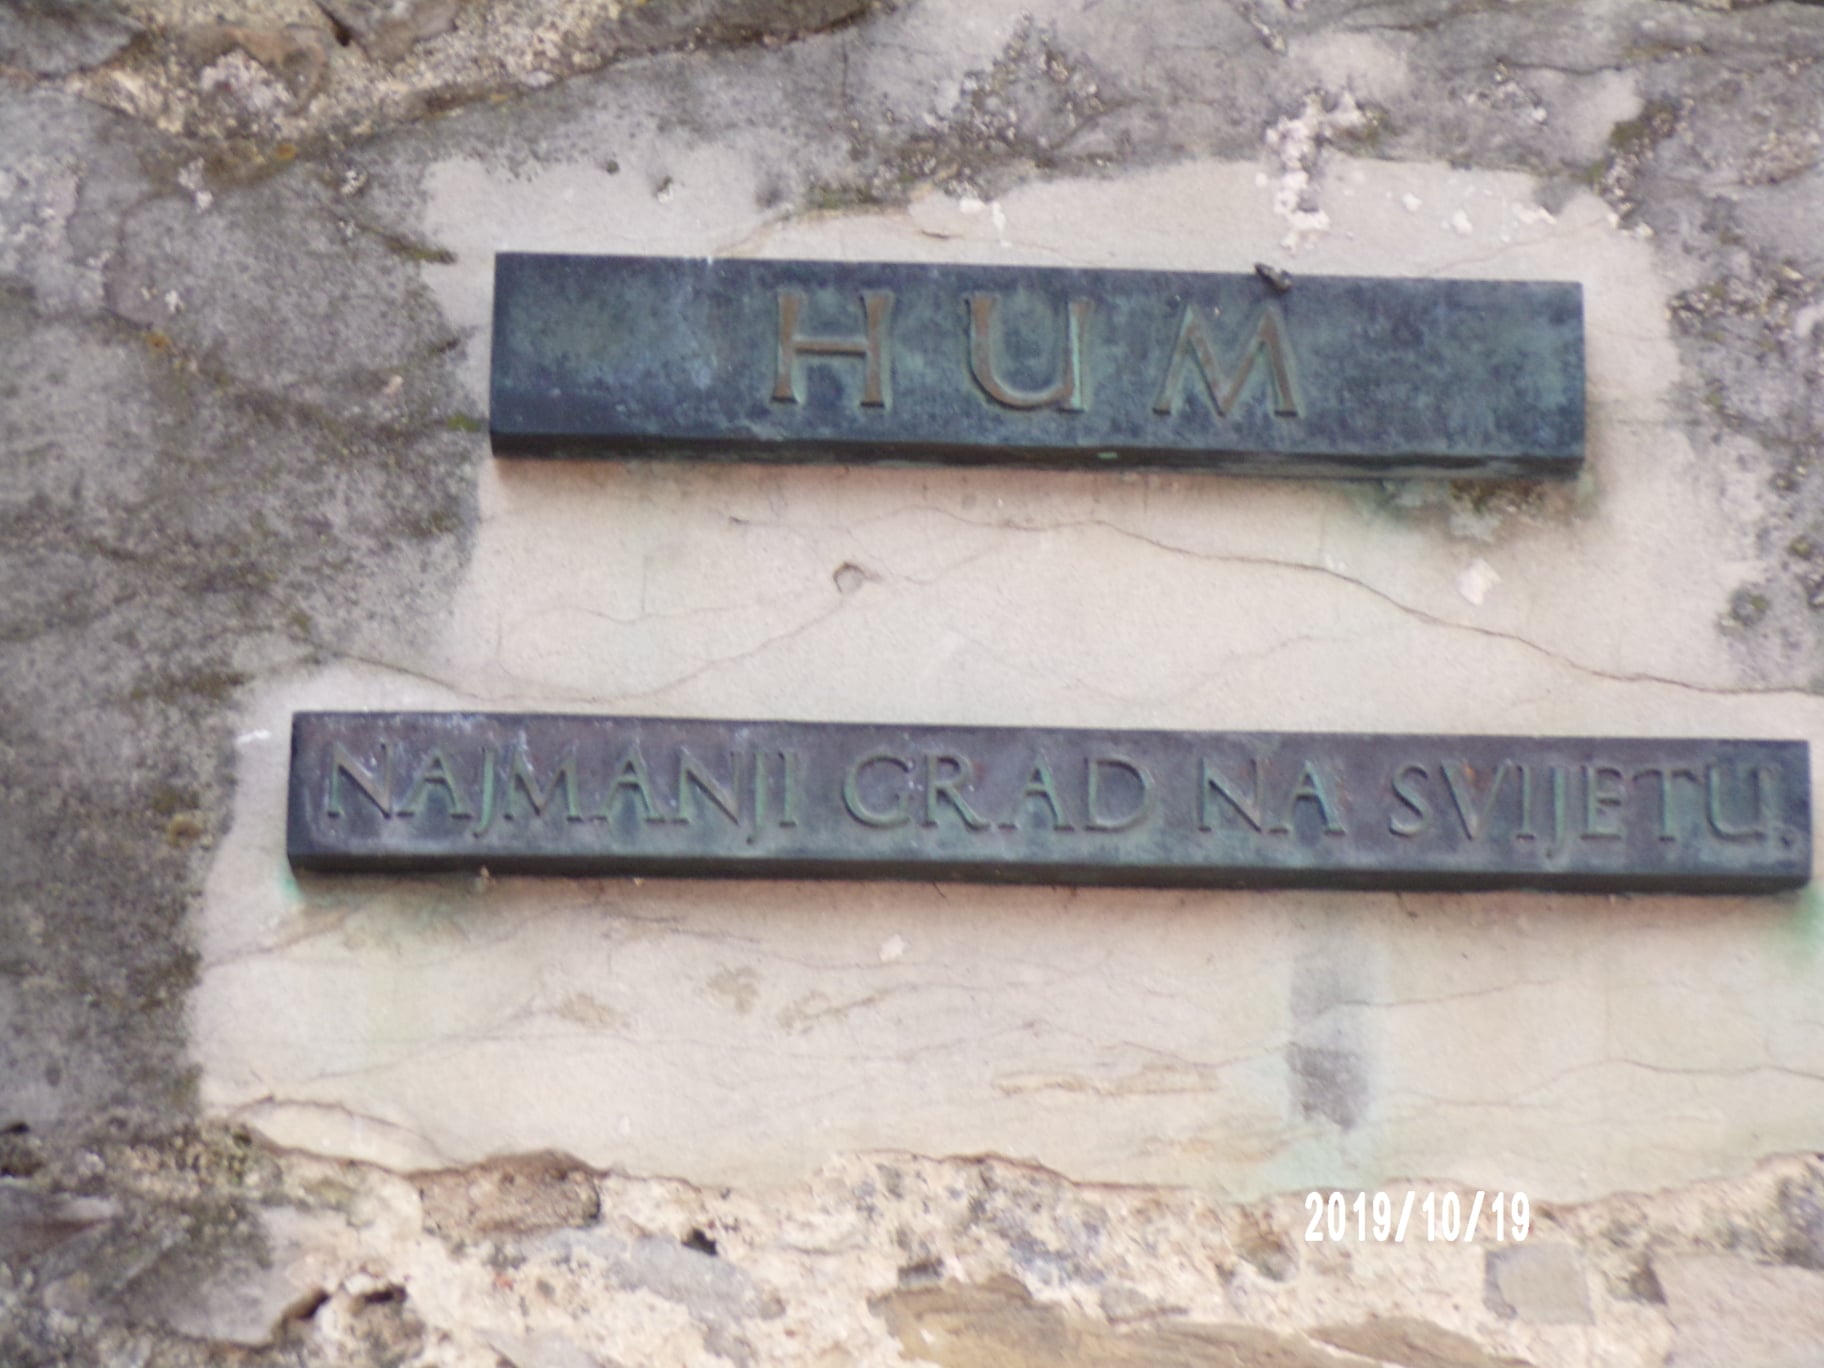 HUM
NAJMANJI GRAD NA SVIJETU.
2019/10/19